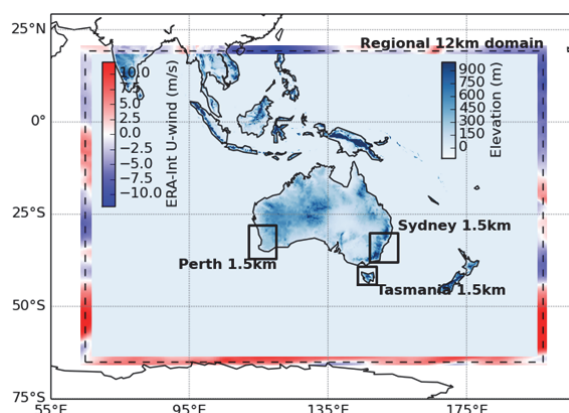 25°N
Regional 12km domain
10.0
7.5
5.0
2.5
0.0
−2.5
−5.0
−7.5
−10.0
ERA-Int U-wind (m/s)
900
750
600
450
300
150
0
Elevation (m)
0°
25°S
Sydney 1.5km
Perth 1.5km
Tasmania 1.5km
50°S
75°S
55°E
95°E
135°E
175°E